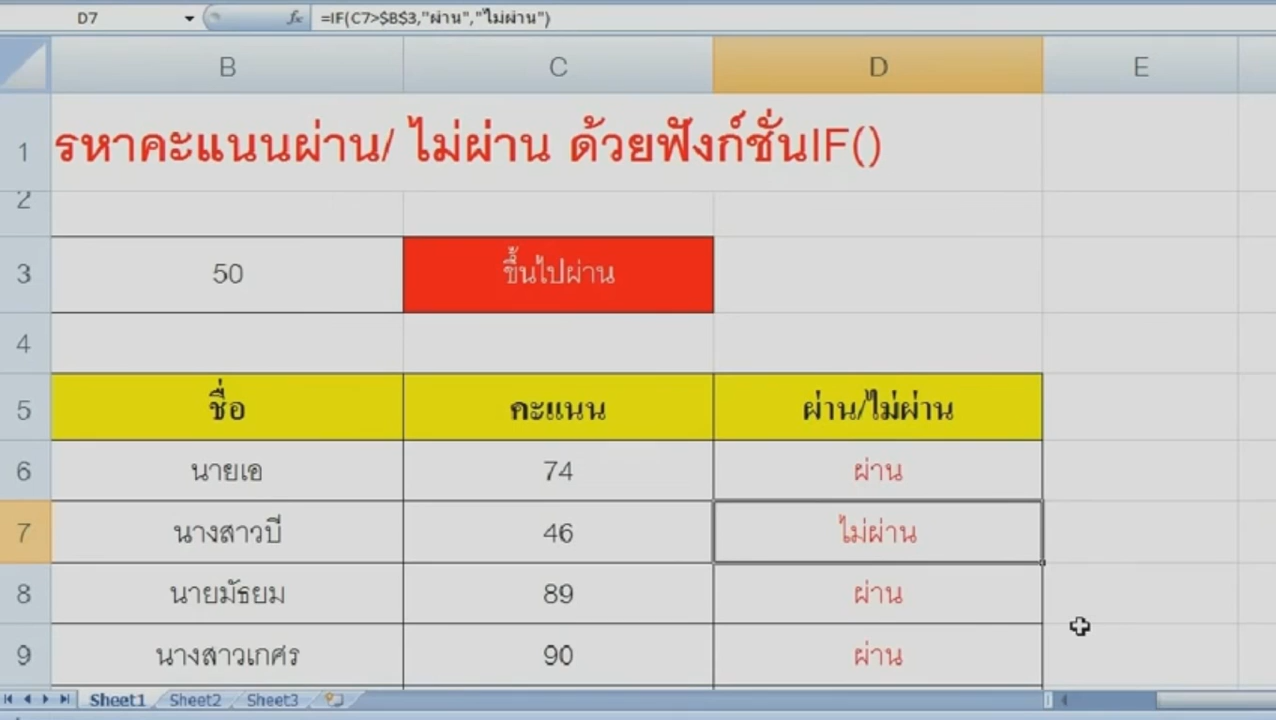 D7 =IF(C7>$B$3,"ผ่าน","ไม่ผ่าน")
B C D E
1 รหาคะแนนผ่าน/ ไม่ผ่าน ด้วยฟังก์ชั่นIF()
2
3 50 ขึ้นไปผ่าน
4
5 ชื่อ คะแนน ผ่าน/ไม่ผ่าน
6 นายเอ 74 ผ่าน
7 นางสาวบี 46 ไม่ผ่าน
8 นายมัธยม 89 ผ่าน
9 นางสาวเกศร 90 ผ่าน
Sheet1 Sheet2 Sheet3